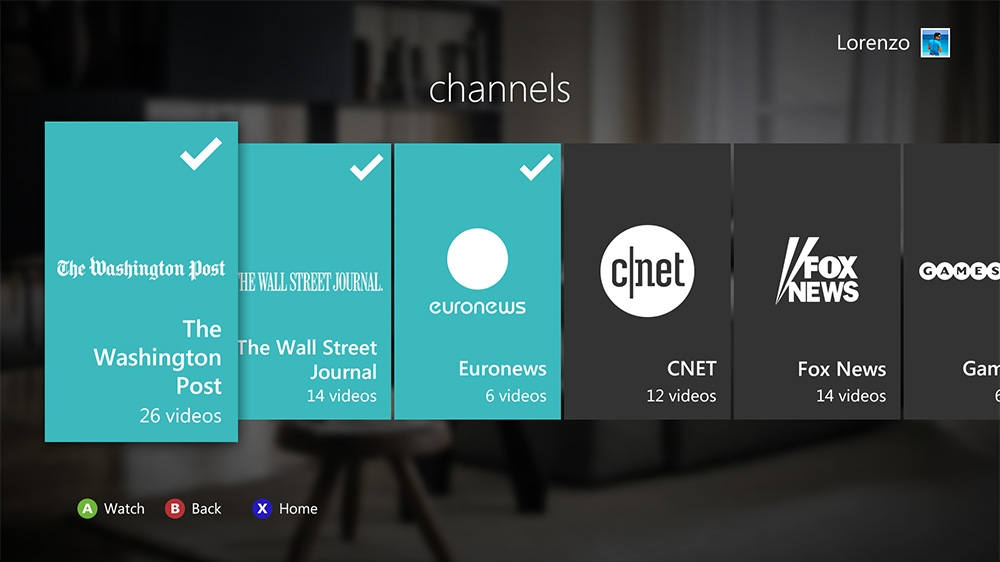 Lorenzo
channels
The Washington Post
The
Washington
Post
26 videos
THE WALL STREET JOURNAL.
The Wall Street
Journal
14 videos
euronews
Euronews
6 videos
c|net
CNET
12 videos
FOX
NEWS
Fox News
14 videos
GAMES
Gam
6
A Watch
B Back
X Home